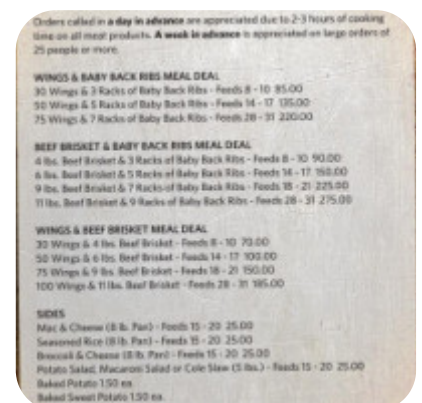 Orders called in a day in advance are appreciated due to 2-3 hours of cooking
time on all meat products. A week in advance is appreciated on large orders of
25 people or more.
WINGS & BABY BACK RIBS MEAL DEAL
30 Wings & 3 Racks of Baby Back Ribs - Feeds 8 - 10 85.00
50 Wings & 5 Racks of Baby Back Ribs - Feeds 14 - 17 135.00
75 Wings & 7 Racks of Baby Back Ribs - Feeds 28 - 31 220.00
BEEF BRISKET & BABY BACK RIBS MEAL DEAL
4 lbs. Beef Brisket & 3 Racks of Baby Back Ribs - Feeds 8 - 10 90.00
6 lbs. Beef Brisket & 5 Racks of Baby Back Ribs - Feeds 14 - 17 150.00
9 lbs. Beef Brisket & 7 Racks of Baby Back Ribs - Feeds 18 - 21 225.00
11 lbs. Beef Brisket & 9 Racks of Baby Back Ribs - Feeds 28 - 31 275.00
WINGS & BEEF BRISKET MEAL DEAL
30 Wings & 4 lbs. Beef Brisket - Feeds 8 - 10 70.00
50 Wings & 6 lbs. Beef Brisket - Feeds 14 - 17 100.00
75 Wings & 9 lbs. Beef Brisket - Feeds 18 - 21 150.00
100 Wings & 11 lbs. Beef Brisket - Feeds 28 - 31 185.00
SIDES
Mac & Cheese (8 lb. Pan) - Feeds 15 - 20 25.00
Seasoned Rice (8 lb. Pan) - Feeds 15 - 20 25.00
Broccoli & Cheese (8 lb. Pan) - Feeds 15 - 20 25.00
Potato Salad, Macaroni Salad or Cole Slaw (5 lbs.) - Feeds 15 - 20 25.00
Baked Potato 1.50 ea.
Baked Sweet Potato 1.50 ea.